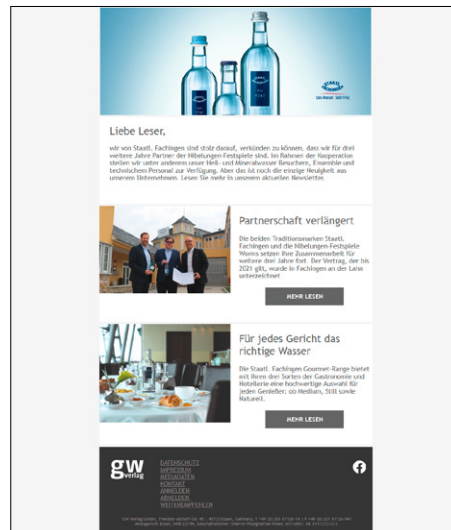 STAATL. FACHINGEN
Liebe Leser,
wir von Staatl. Fachingen sind stolz darauf, verkünden zu können, dass wir für drei
weitere Jahre Partner der Nibelungen-Festspiele sind. Im Rahmen der Kooperation
stellen wir unter anderem unser Heil- und Mineralwasser Besuchern, Ensemble und
technischem Personal zur Verfügung. Aber das ist noch die einzige Neuigkeit aus
unserem Unternehmen. Lesen Sie mehr in unserem aktuellen Newsletter.
Partnerschaft verlängert
Die beiden Traditionsmarken Staatl.
Fachingen und die Nibelungen-Festspiele
Worms setzen ihre Zusammenarbeit für
weitere drei Jahre fort. Der Vertrag, der bis
2021 gilt, wurde in Fachingen an der Lahn
unterzeichnet
MEHR LESEN
Für jedes Gericht das
richtige Wasser
Die Staatl. Fachingen Gourmet-Range bietet
mit ihren drei Sorten der Gastronomie und
Hotellerie eine hochwertige Auswahl für
jeden Genießer: ob Medium, Still sowie
Naturell.
MEHR LESEN
gw
verlag
DATENSCHUTZ
IMPRESSUM
MEDIADATEN
KONTAKT
ANMELDEN
ABMELDEN
WEITEREMPFEHLEN